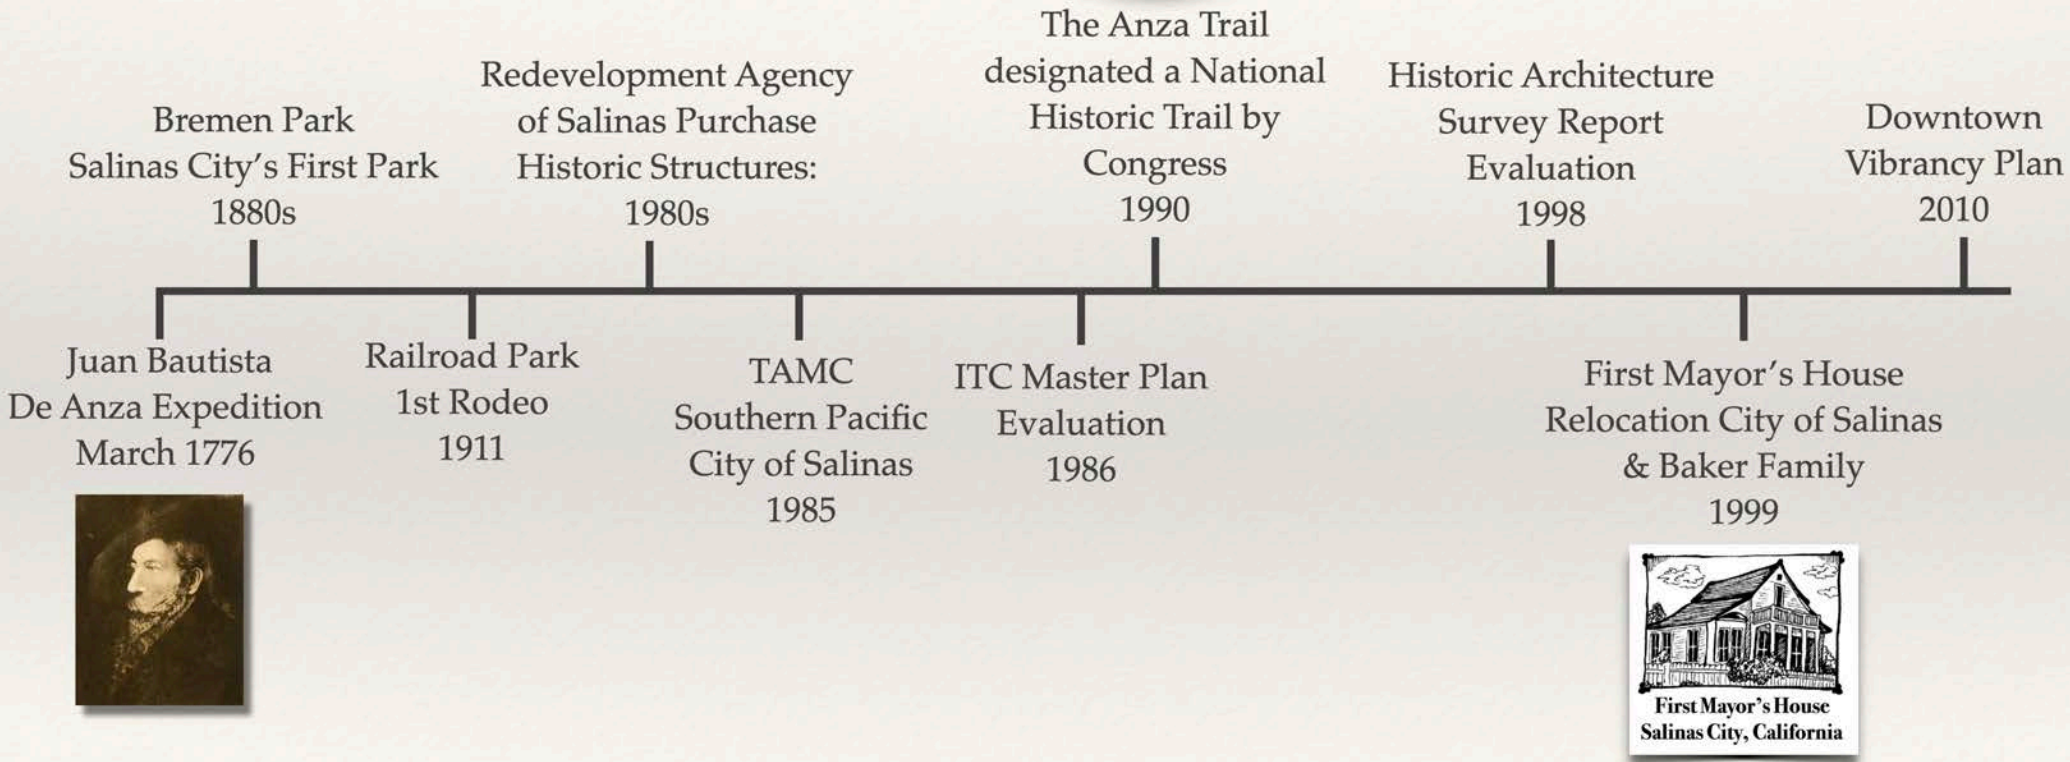 Bremen Park
Salinas City's First Park
1880s
Redevelopment Agency
of Salinas Purchase
Historic Structures:
1980s
The Anza Trail
designated a National
Historic Trail by
Congress
1990
Historic Architecture
Survey Report
Evaluation
1998
Downtown
Vibrancy Plan
2010
Juan Bautista
De Anza Expedition
March 1776
Railroad Park
1st Rodeo
1911
TAMC
Southern Pacific
City of Salinas
1985
ITC Master Plan
Evaluation
1986
First Mayor's House
Relocation City of Salinas
& Baker Family
1999
First Mayor's House
Salinas City, California